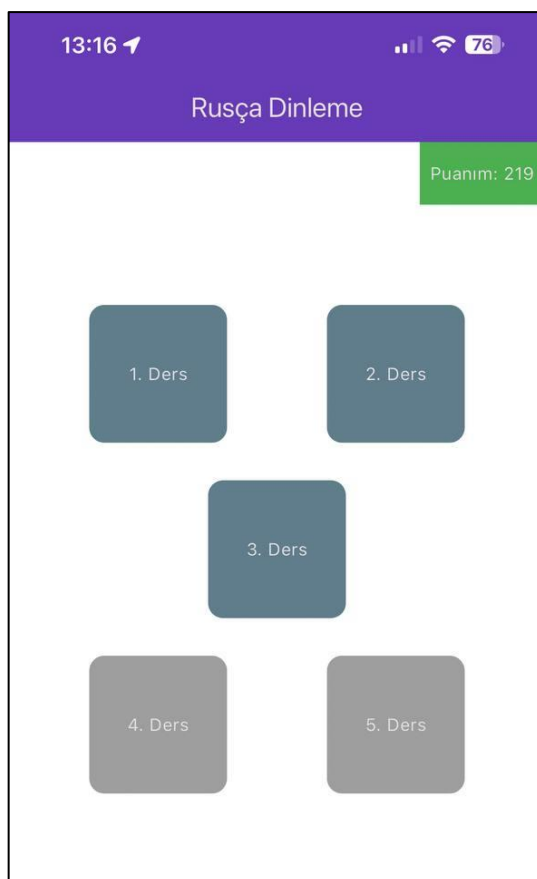 13:16
76
Rusça Dinleme
Puanım: 219
1. Ders
2. Ders
3. Ders
4. Ders
5. Ders